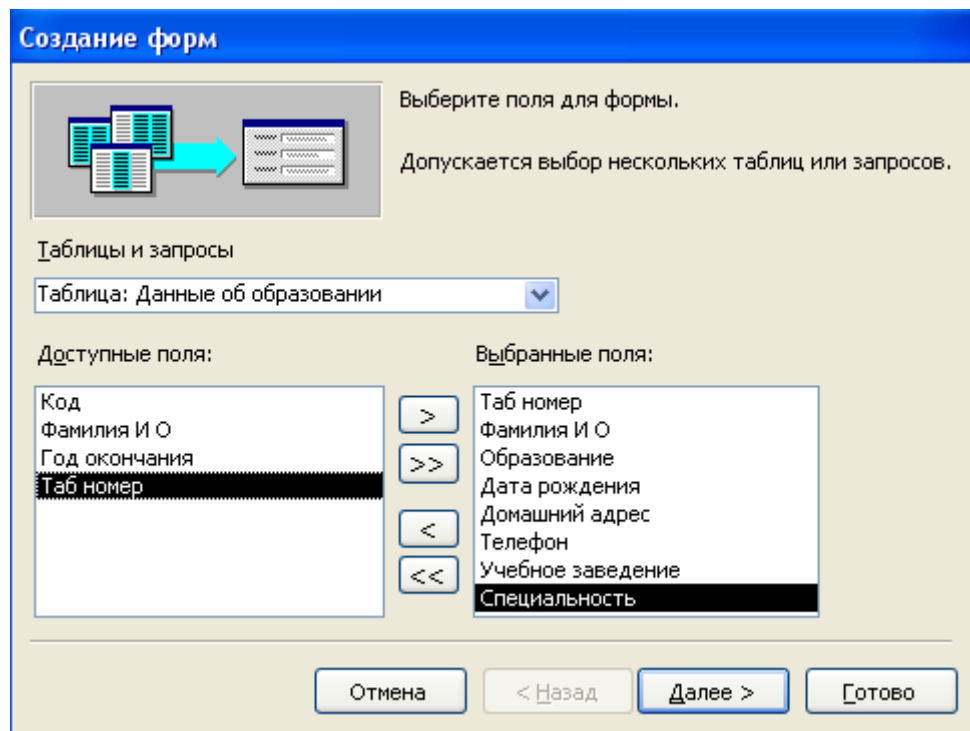 Создание форм
Выберите поля для формы.
Допускается выбор нескольких таблиц или запросов.
Таблицы и запросы
Таблица: Данные об образовании
Доступные поля:
Код
Фамилия И О
Год окончания
Таб номер
>
>>
<
<<
Выбранные поля:
Таб номер
Фамилия И О
Образование
Дата рождения
Домашний адрес
Телефон
Учебное заведение
Специальность
Отмена
< Назад
Далее >
Готово